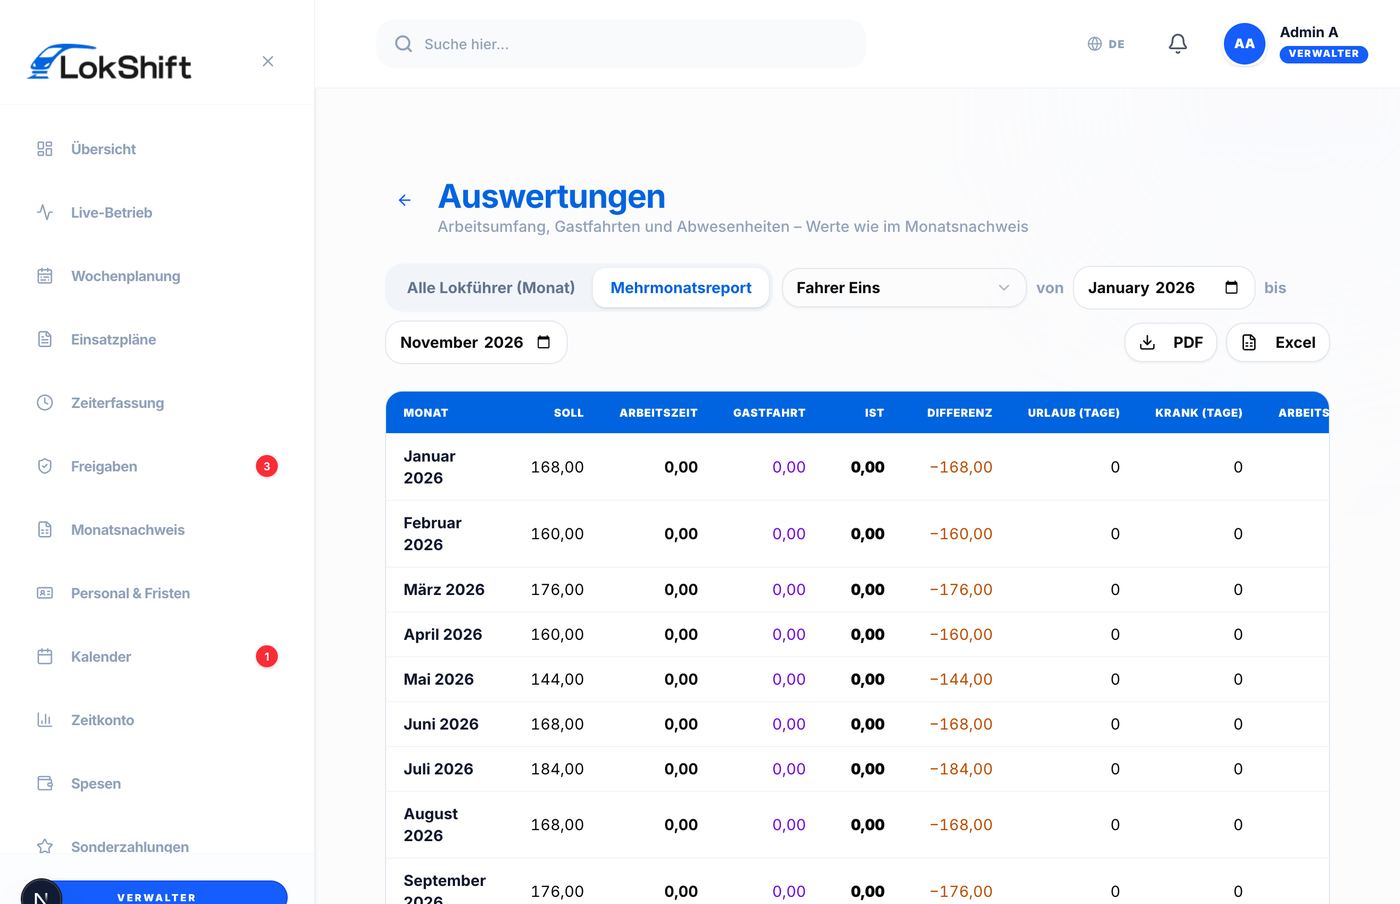 LokShift
Suche hier...
DE
AA
Admin A
VERWALTER
Übersicht
Live-Betrieb
Wochenplanung
Einsatzpläne
Zeiterfassung
Freigaben 3
Monatsnachweis
Personal & Fristen
Kalender 1
Zeitkonto
Spesen
Sonderzahlungen
N
VERWALTER
Auswertungen
Arbeitsumfang, Gastfahrten und Abwesenheiten – Werte wie im Monatsnachweis
Alle Lokführer (Monat) Mehrmonatsreport Fahrer Eins von January 2026 bis
November 2026 PDF Excel
MONAT SOLL ARBEITSZEIT GASTFAHRT IST DIFFERENZ URLAUB (TAGE) KRANK (TAGE) ARBEITS
Januar
2026 168,00 0,00 0,00 0,00 −168,00 0 0
Februar
2026 160,00 0,00 0,00 0,00 −160,00 0 0
März 2026 176,00 0,00 0,00 0,00 −176,00 0 0
April 2026 160,00 0,00 0,00 0,00 −160,00 0 0
Mai 2026 144,00 0,00 0,00 0,00 −144,00 0 0
Juni 2026 168,00 0,00 0,00 0,00 −168,00 0 0
Juli 2026 184,00 0,00 0,00 0,00 −184,00 0 0
August
2026 168,00 0,00 0,00 0,00 −168,00 0 0
September
2026 176,00 0,00 0,00 0,00 −176,00 0 0